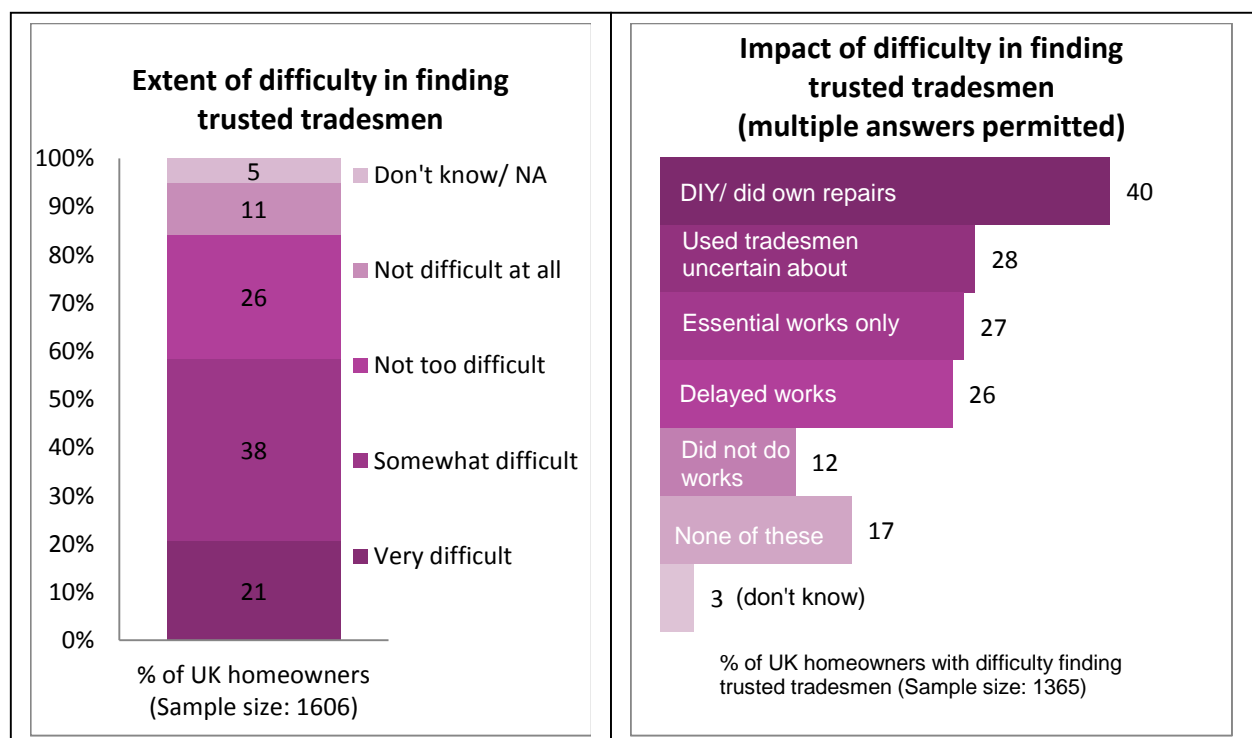 Extent of difficulty in finding
trusted tradesmen
100%
90%
80%
70%
60%
50%
40%
30%
20%
10%
0%
5
11
26
38
21
Don't know/ NA
Not difficult at all
Not too difficult
Somewhat difficult
Very difficult
% of UK homeowners
(Sample size: 1606)
Impact of difficulty in finding
trusted tradesmen
(multiple answers permitted)
DIY/ did own repairs 40
Used tradesmen
uncertain about 28
Essential works only 27
Delayed works 26
Did not do
works 12
None of these 17
3 (don't know)
% of UK homeowners with difficulty finding
trusted tradesmen (Sample size: 1365)